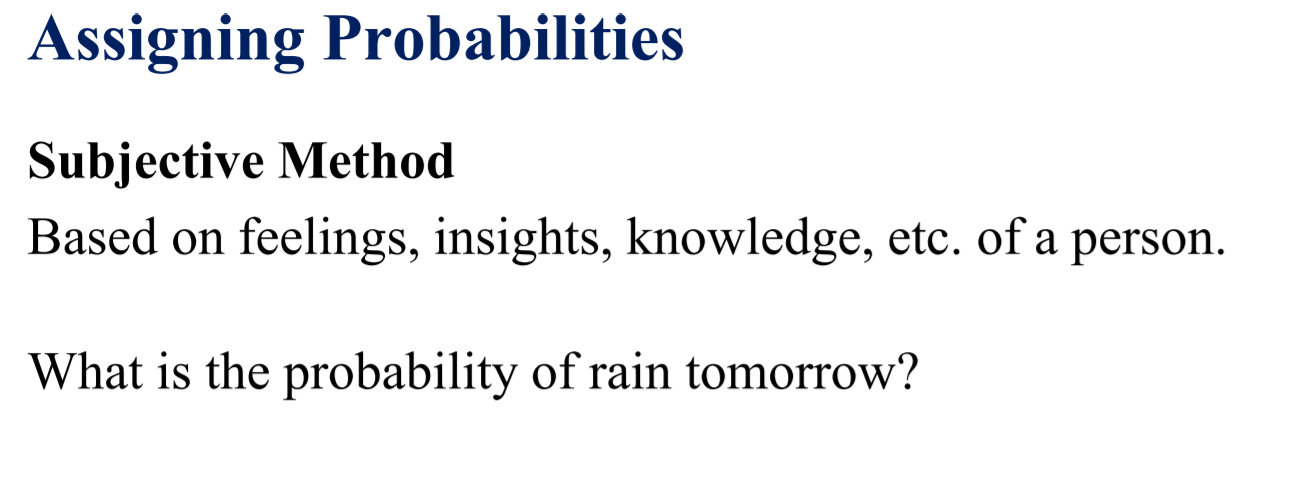 Assigning Probabilities
Subjective Method
Based on feelings, insights, knowledge, etc. of a person.
What is the probability of rain tomorrow?